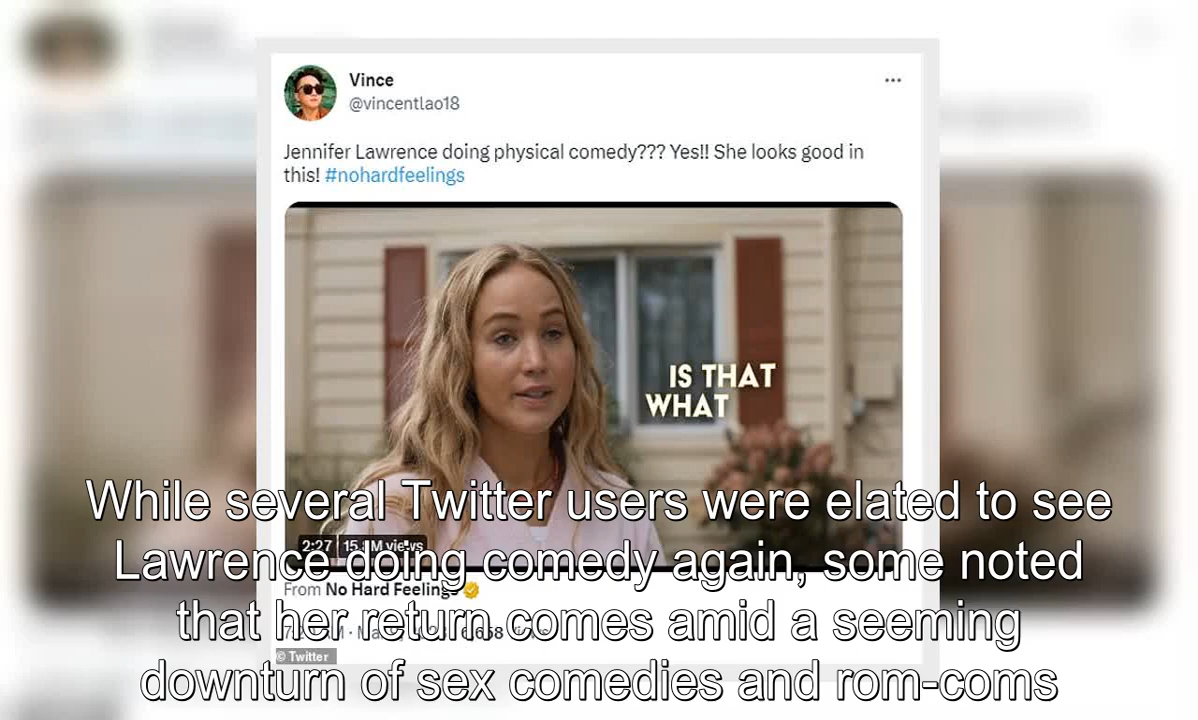 Vince
@vincentlao18
Jennifer Lawrence doing physical comedy??? Yes!! She looks good in
this! #nohardfeelings
IS THAT
WHAT
2:27
views
From No Hard Feelings
© Twitter
While several Twitter users were elated to see
Lawrence doing comedy again, some noted
that her return comes amid a seeming
downturn of sex comedies and rom-coms